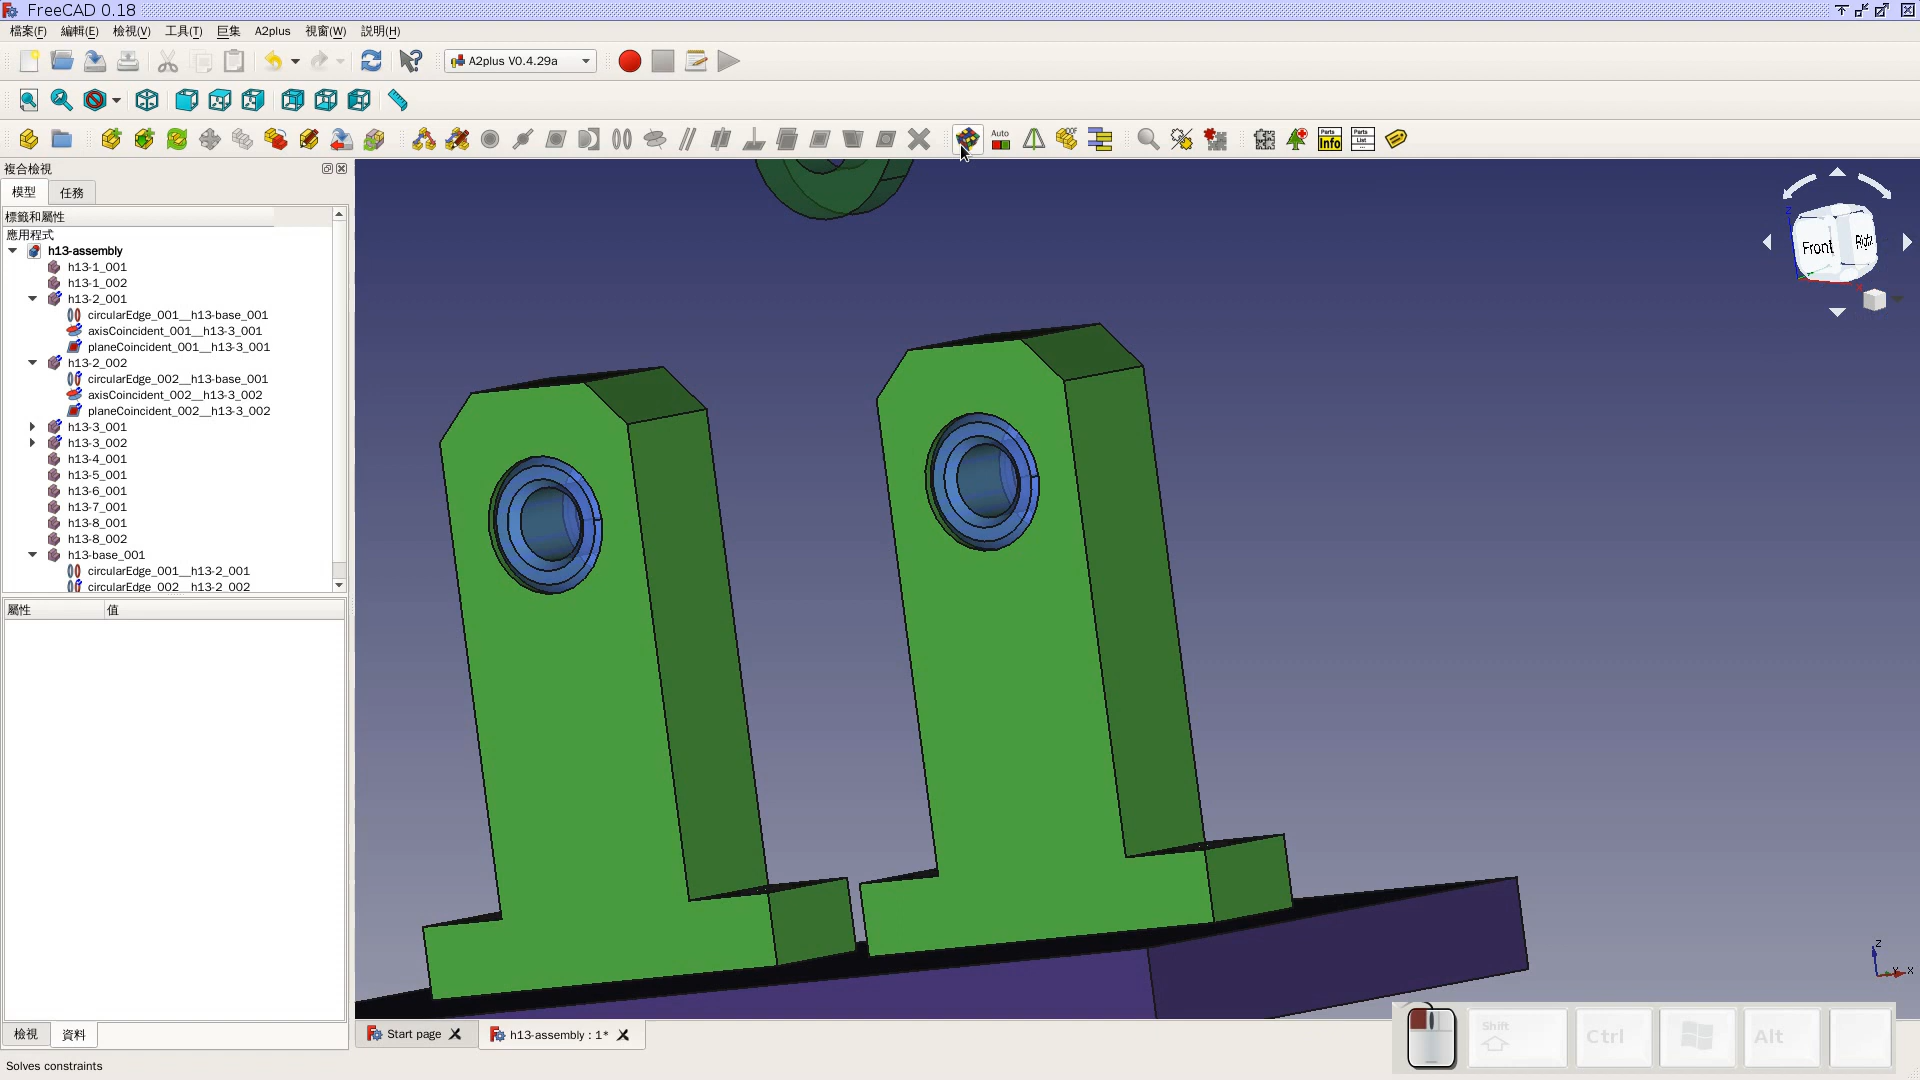 FreeCAD 0.18
檔案(F) 編輯(E) 檢視(V) 工具(T) 巨集 A2plus 視窗(W) 説明(H)
A2plus V0.4.29a
Auto
DOF
Parts Info
Parts List
複合檢視
模型 任務
標籤和屬性
應用程式
h13-assembly
h13-1_001
h13-1_002
h13-2_001
circularEdge_001__h13-base_001
axisCoincident_001__h13-3_001
planeCoincident_001__h13-3_001
h13-2_002
circularEdge_002__h13-base_001
axisCoincident_002__h13-3_002
planeCoincident_002__h13-3_002
h13-3_001
h13-3_002
h13-4_001
h13-5_001
h13-6_001
h13-7_001
h13-8_001
h13-8_002
h13-base_001
circularEdge_001__h13-2_001
circularEdge_002__h13-2_002
屬性 值
Front Right
Z
X
Z
Y
X
檢視 資料
Start page
h13-assembly : 1*
Shift Ctrl Alt
Solves constraints